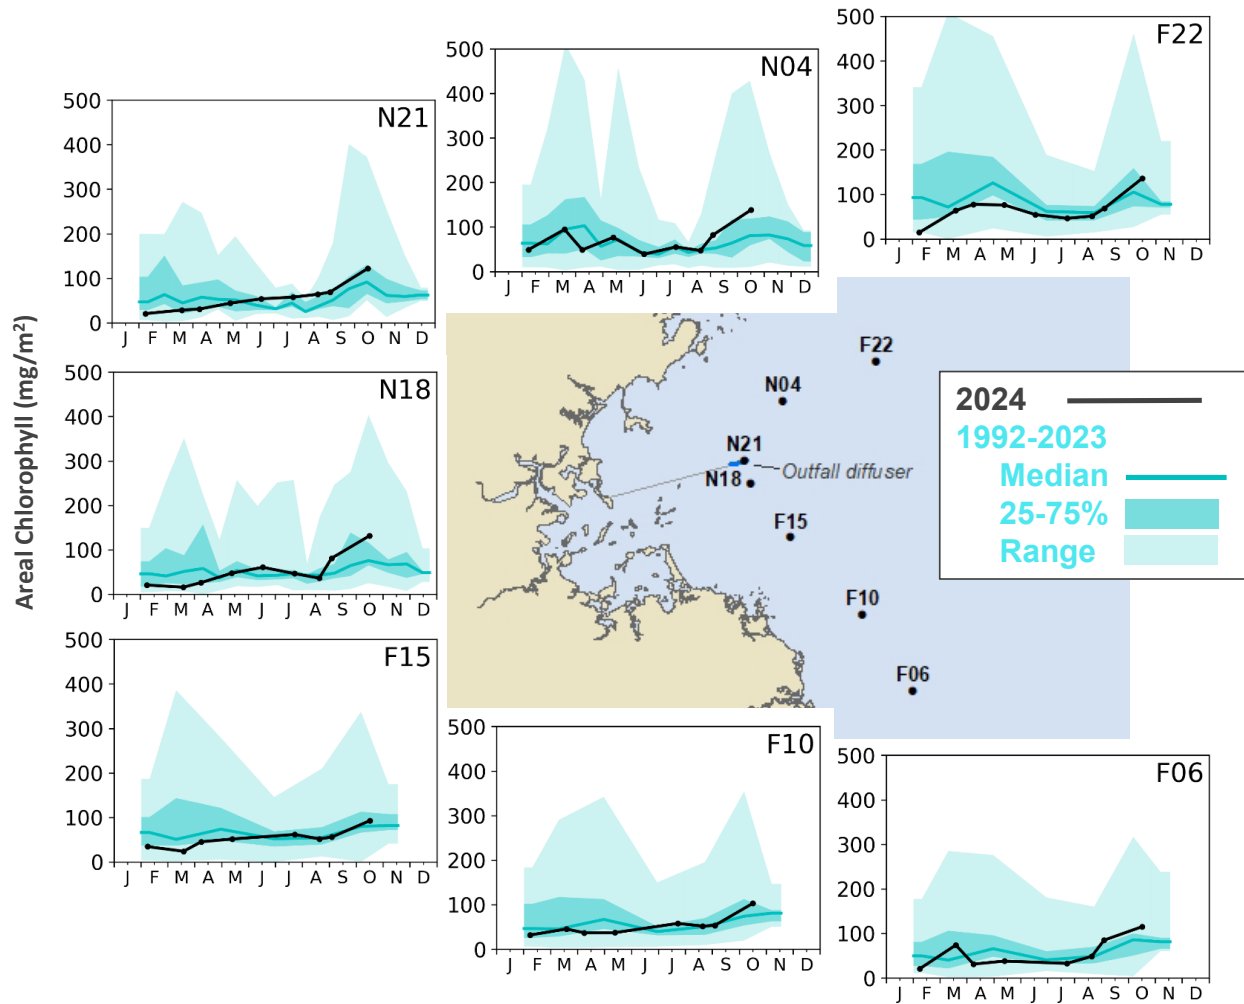 Areal Chlorophyll (mg/m²)
N21
500
400
300
200
100
0
J F M A M J J A S O N D
N04
500
400
300
200
100
0
J F M A M J J A S O N D
F22
500
400
300
200
100
0
J F M A M J J A S O N D
N18
500
400
300
200
100
0
J F M A M J J A S O N D
F22
N04
N21
Outfall diffuser
N18
F15
F10
F06
2024
1992-2023
Median
25-75%
Range
F15
500
400
300
200
100
0
J F M A M J J A S O N D
F10
500
400
300
200
100
0
J F M A M J J A S O N D
F06
500
400
300
200
100
0
J F M A M J J A S O N D